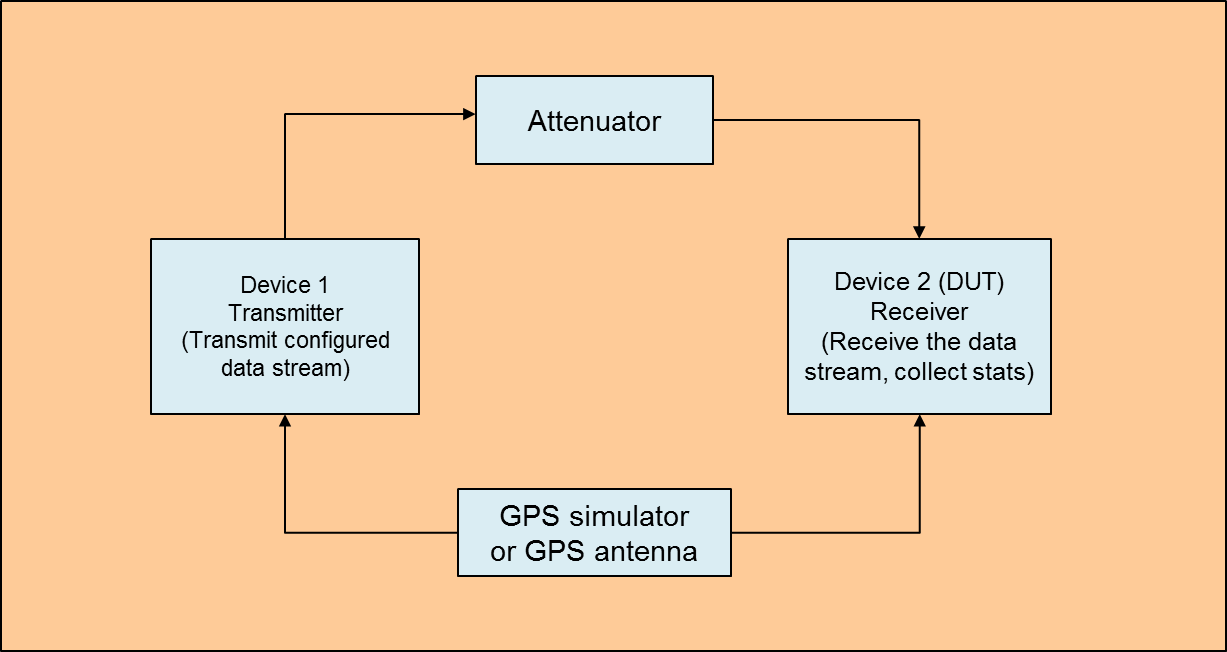 Attenuator
Device 1
Transmitter
(Transmit configured
data stream)
Device 2 (DUT)
Receiver
(Receive the data
stream, collect stats)
GPS simulator
or GPS antenna